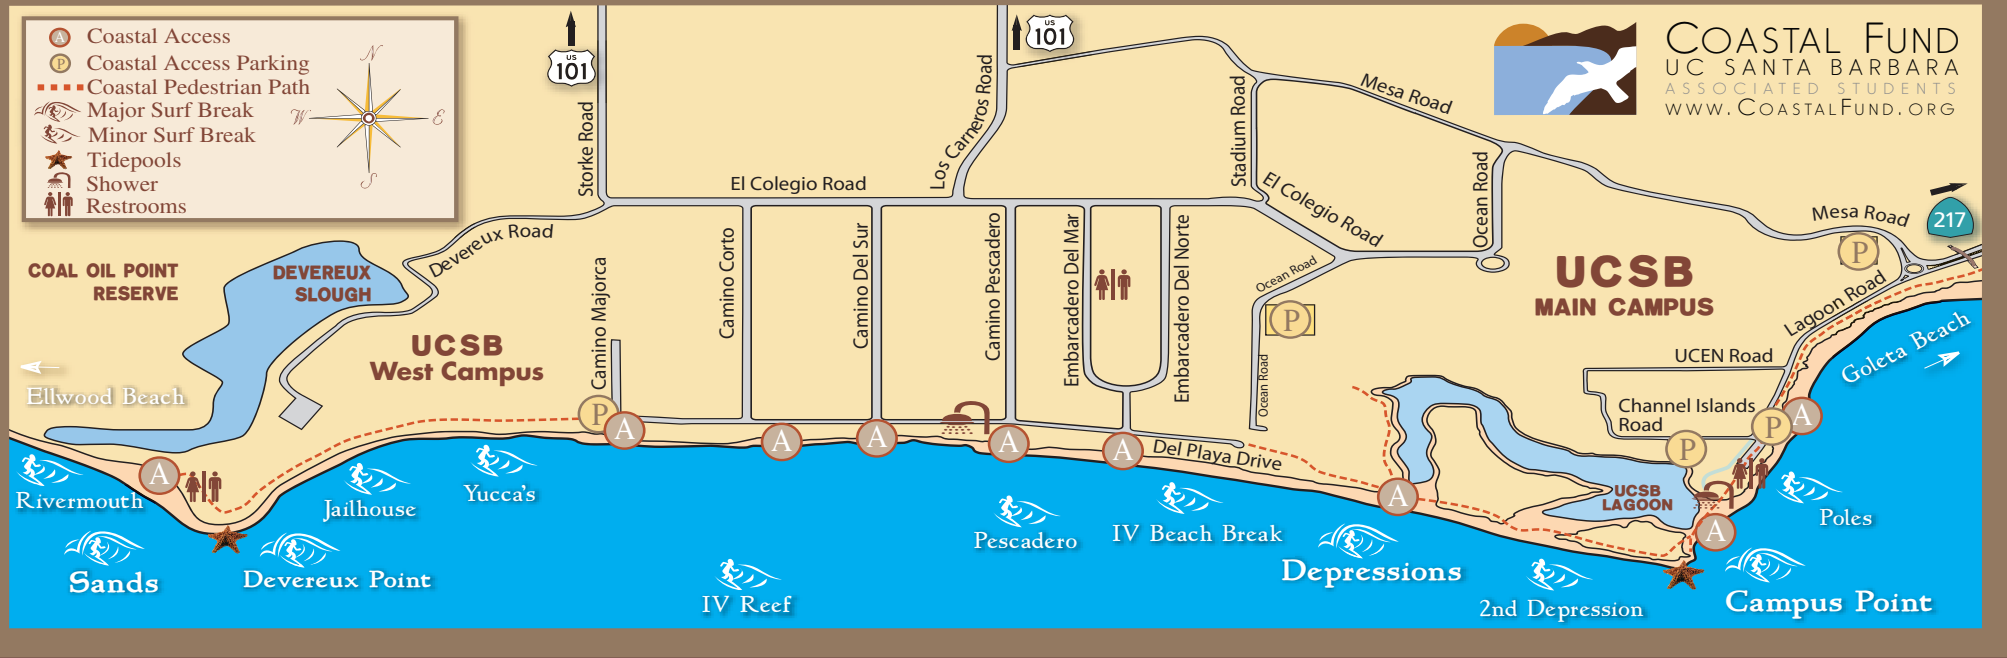 A Coastal Access
P Coastal Access Parking
Coastal Pedestrian Path
Major Surf Break
Minor Surf Break
Tidepools
Shower
Restrooms
N
W
E
S
US
101
US
101
COASTAL FUND
UC SANTA BARBARA
ASSOCIATED STUDENTS
WWW.COASTALFUND.ORG
Storke Road
Los Carneros Road
Stadium Road
Mesa Road
Ocean Road
El Colegio Road
El Colegio Road
Mesa Road
217
P
Devereux Road
COAL OIL POINT
RESERVE
DEVEREUX
SLOUGH
UCSB
West Campus
Camino Majorca
Camino Corto
Camino Del Sur
Camino Pescadero
Embarcadero Del Mar
Embarcadero Del Norte
Ocean Road
P
Ocean Road
UCSB
MAIN CAMPUS
Lagoon Road
UCEN Road
Goleta Beach
Channel Islands
Road
Ellwood Beach
P
A
A
A
A
A
Del Playa Drive
A
A
P
P
A
A
UCSB
LAGOON
Rivermouth
Sands
Devereux Point
Jailhouse
Yucca's
IV Reef
Pescadero
IV Beach Break
Depressions
2nd Depression
Campus Point
Poles